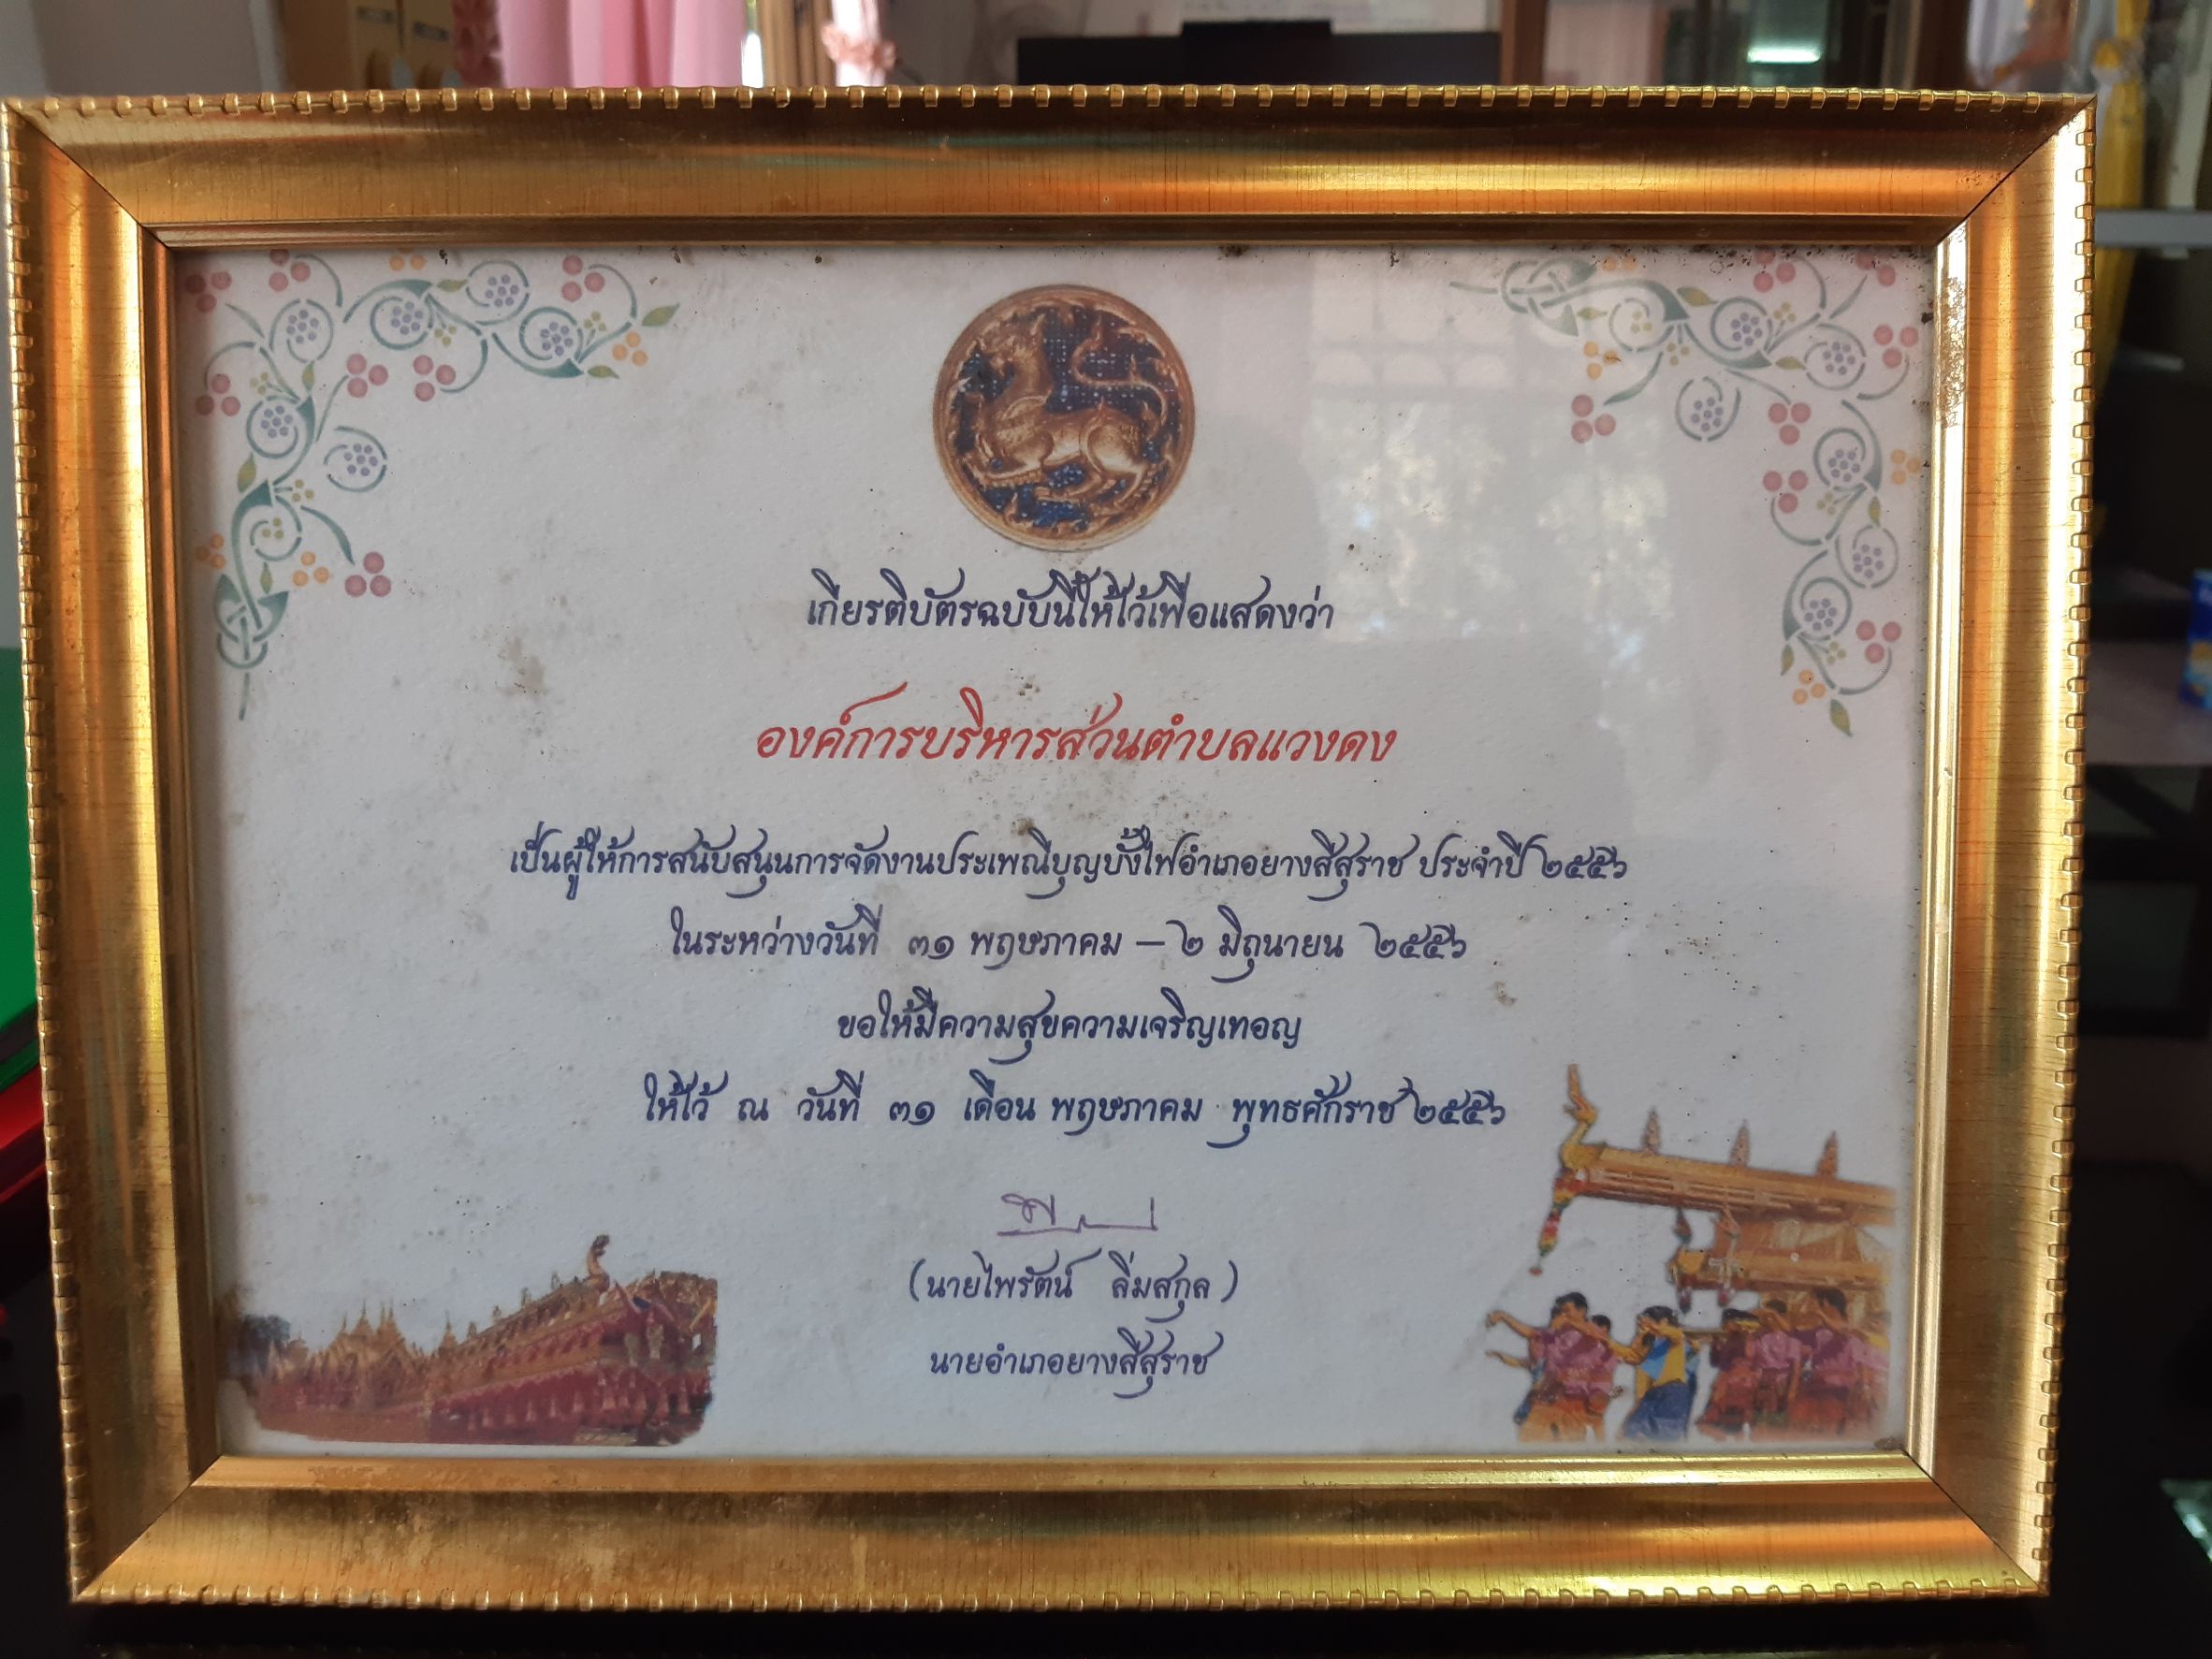 เกียรติบัตรฉบับนี้ให้ไว้เพื่อแสดงว่า
องค์การบริหารส่วนตำบลแวงดง
เป็นผู้ให้การสนับสนุนการจัดงานประเพณีบุญบั้งไฟอำเภอยางสีสุราช ประจำปี ๒๕๕๖
ในระหว่างวันที่ ๓๑ พฤษภาคม – ๒ มิถุนายน ๒๕๕๖
ขอให้มีความสุขความเจริญเทอญ
ให้ไว้ ณ วันที่ ๓๑ เดือน พฤษภาคม พุทธศักราช ๒๕๕๖
(นายไพรัตน์ ลิ่มสกุล)
นายอำเภอยางสีสุราช